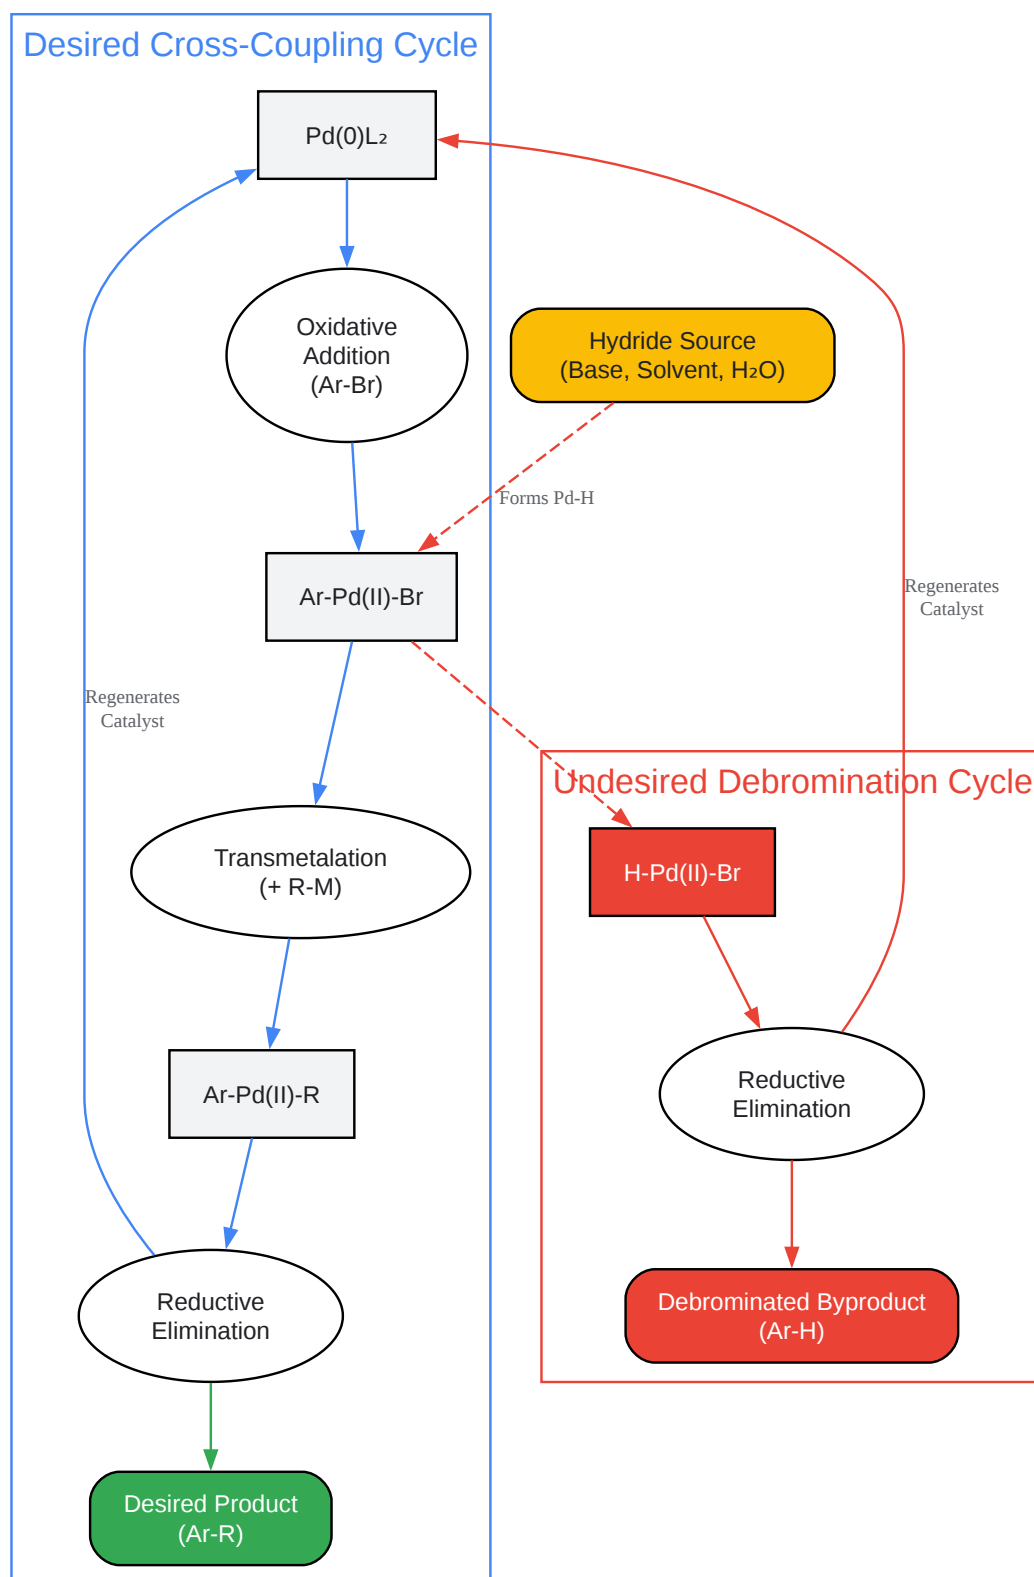 Desired Cross-Coupling Cycle
Pd(0)L₂
Oxidative
Addition
(Ar-Br)
Hydride Source
(Base, Solvent, H₂O)
Forms Pd-H
Ar-Pd(II)-Br
Regenerates
Catalyst
Regenerates
Catalyst
Undesired Debromination Cycle
Transmetalation
(+ R-M)
H-Pd(II)-Br
Ar-Pd(II)-R
Reductive
Elimination
Reductive
Elimination
Debrominated Byproduct
(Ar-H)
Desired Product
(Ar-R)